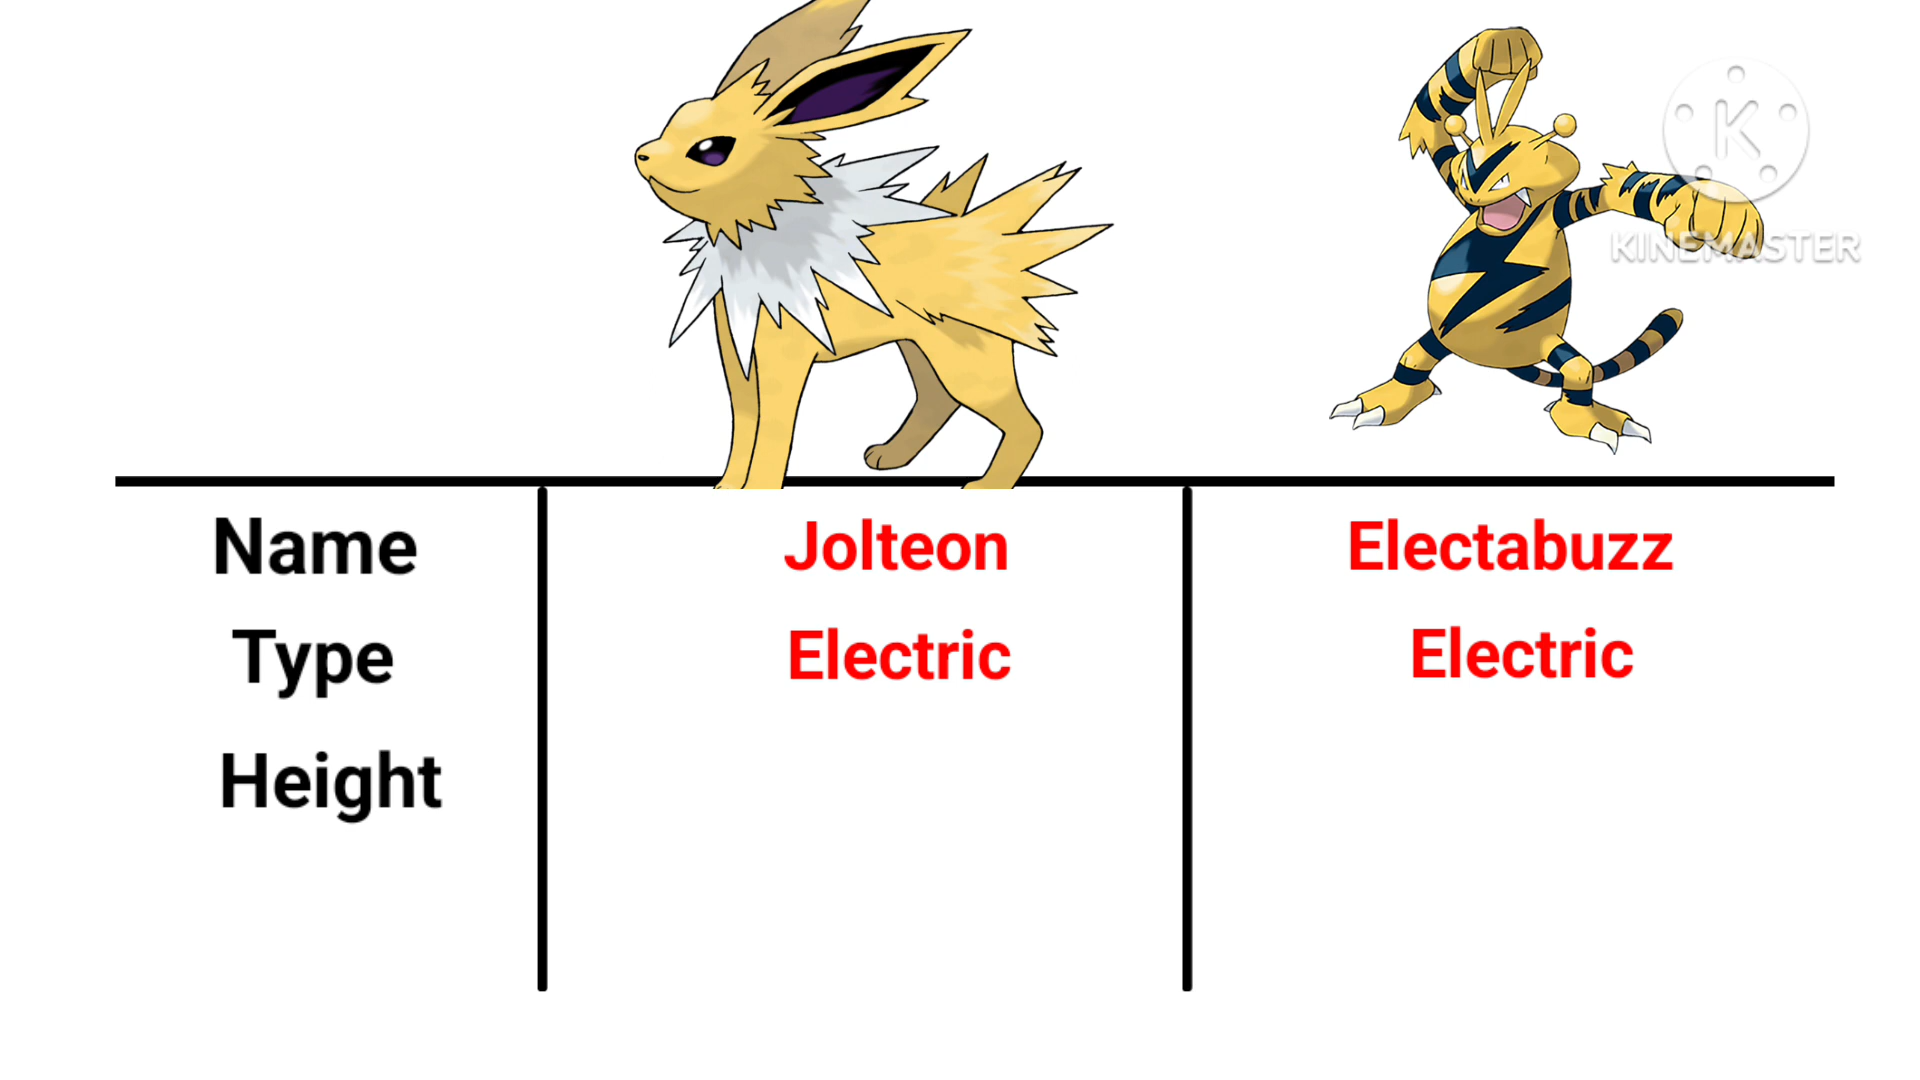 K
KINEMASTER
Name Jolteon Electabuzz
Type Electric Electric
Height